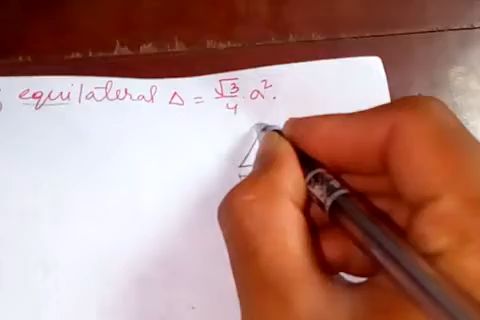 equilateral Δ = √3/4 · a².